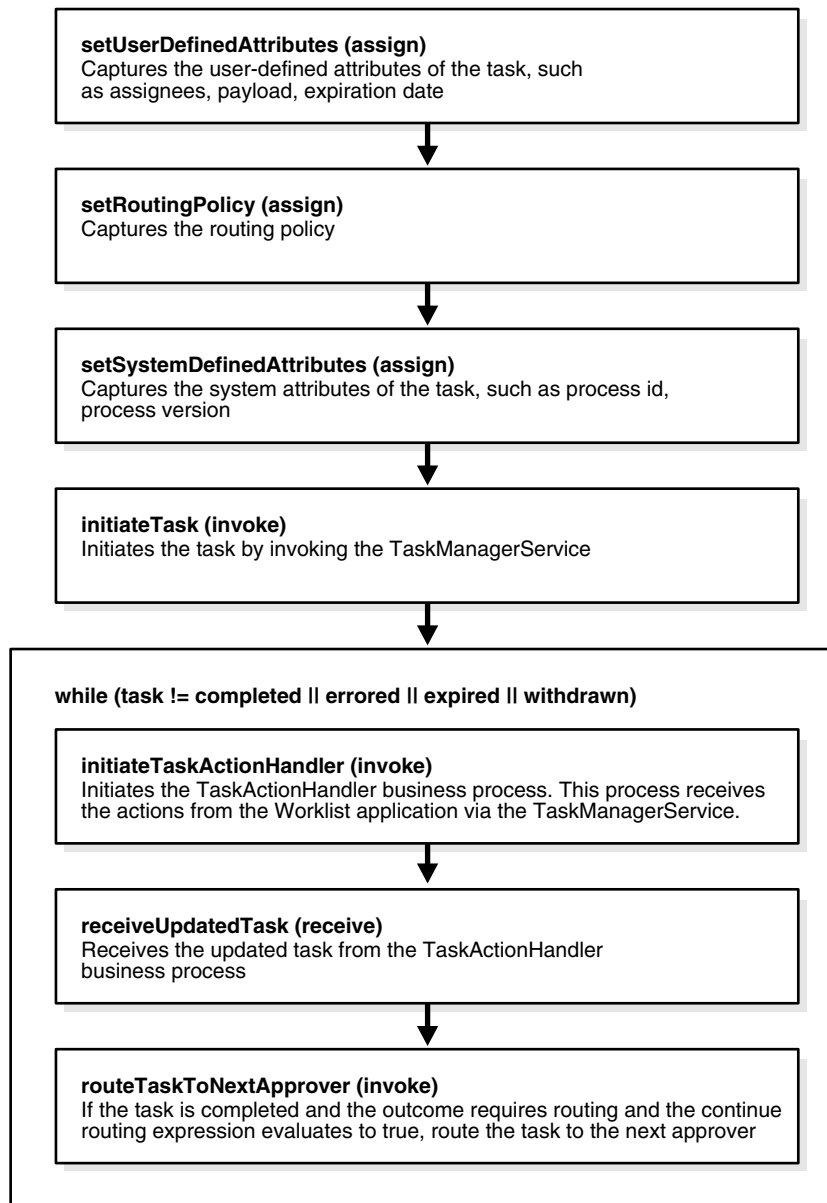 setUserDefinedAttributes (assign)
Captures the user-defined attributes of the task, such
as assignees, payload, expiration date
setRoutingPolicy (assign)
Captures the routing policy
setSystemDefinedAttributes (assign)
Captures the system attributes of the task, such as process id,
process version
initiateTask (invoke)
Initiates the task by invoking the TaskManagerService
while (task != completed || errored || expired || withdrawn)
initiateTaskActionHandler (invoke)
Initiates the TaskActionHandler business process. This process receives
the actions from the Worklist application via the TaskManagerService.
receiveUpdatedTask (receive)
Receives the updated task from the TaskActionHandler
business process
routeTaskToNextApprover (invoke)
If the task is completed and the outcome requires routing and the continue
routing expression evaluates to true, route the task to the next approver